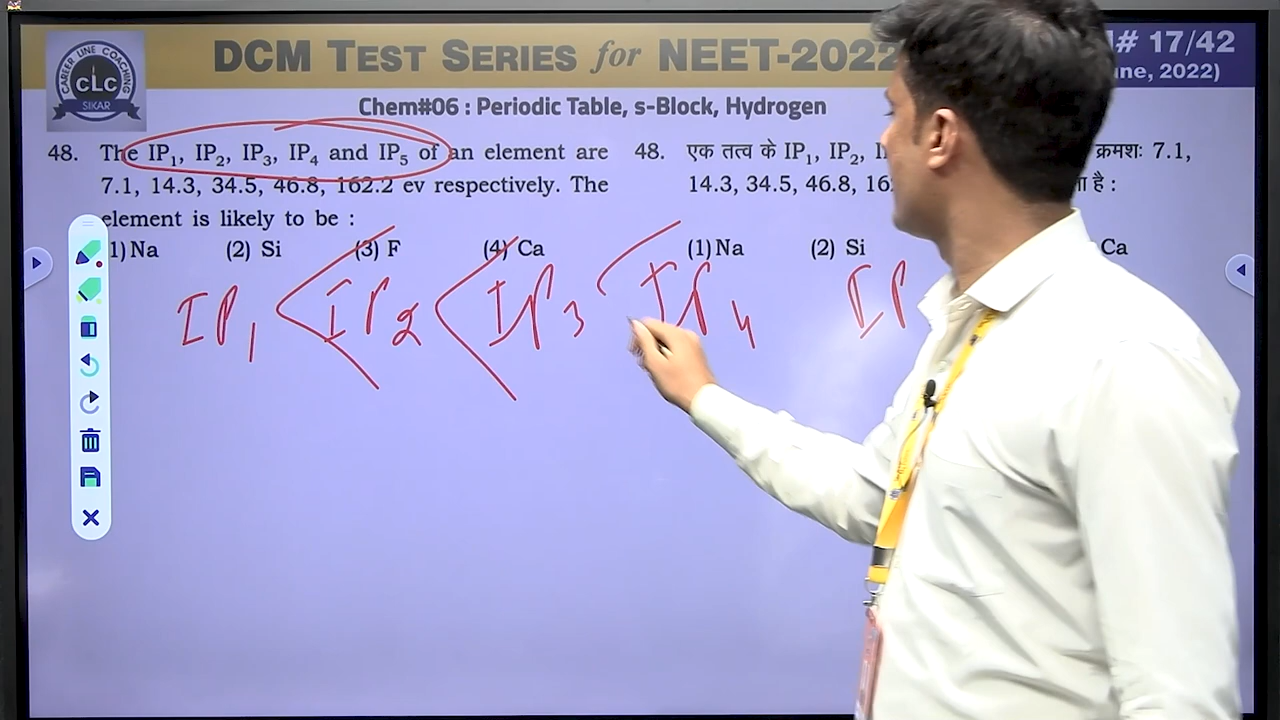 CAREER LINE COACHING
CLC
SIKAR
DCM TEST SERIES for NEET-2022
# 17/42
une, 2022)
Chem#06 : Periodic Table, s-Block, Hydrogen
48. The IP₁, IP₂, IP₃, IP₄ and IP₅ of an element are
7.1, 14.3, 34.5, 46.8, 162.2 ev respectively. The
element is likely to be :
1) Na (2) Si (3) F (4) Ca
48. एक तत्व के IP₁, IP₂, I क्रमशः 7.1,
14.3, 34.5, 46.8, 16 ता है :
(1) Na (2) Si Ca
IP₁ < IP₂ < IP₃ IP₄ IP